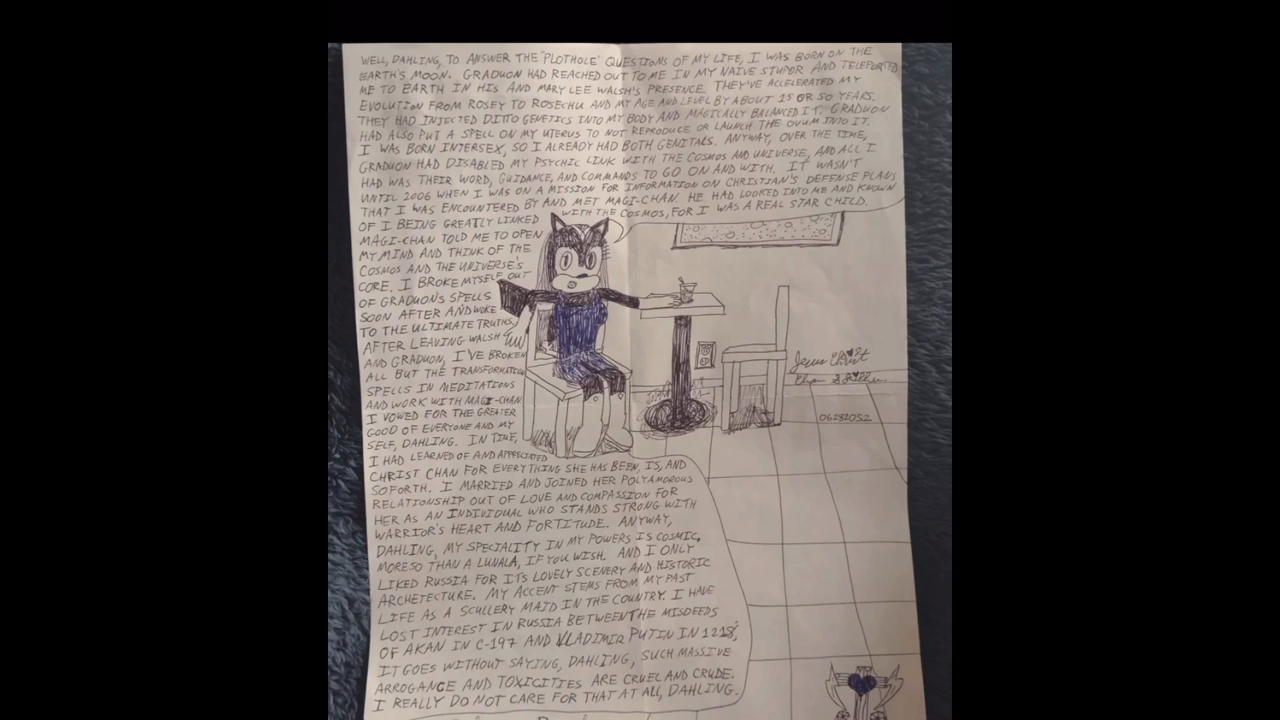 WELL, DAHLING, TO ANSWER THE "PLOTHOLE" QUESTIONS OF MY LIFE, I WAS BORN ON THE
EARTH'S MOON. GRADUON HAD REACHED OUT TO ME IN MY NAIVE STUPOR AND TELEPORTED
ME TO EARTH IN HIS AND MARY LEE WALSH'S PRESENCE. THEY'VE ACCELERATED MY
EVOLUTION FROM ROSEY TO ROSECHU AND MY AGE AND LEVEL BY ABOUT 15 OR SO YEARS.
THEY HAD INJECTED DITTO GENETICS INTO MY BODY AND MAGICALLY BALANCED IT. GRADUON
HAD ALSO PUT A SPELL ON MY UTERUS TO NOT REPRODUCE OR LAUNCH THE OVUM INTO IT.
I WAS BORN INTERSEX, SO I ALREADY HAD BOTH GENITALS. ANYWAY, OVER THE TIME,
GRADUON HAD DISABLED MY PSYCHIC LINK WITH THE COSMOS AND UNIVERSE, AND ALL I
HAD WAS THEIR WORD, GUIDANCE, AND COMMANDS TO GO ON AND WITH. IT WASN'T
UNTIL 2006 WHEN I WAS ON A MISSION FOR INFORMATION ON CHRISTIAN'S DEFENSE PLANS
THAT I WAS ENCOUNTERED BY AND MET MAGI-CHAN. HE HAD LOOKED INTO ME AND KNOWN
OF I BEING GREATLY LINKED WITH THE COSMOS, FOR I WAS A REAL STAR CHILD.
MAGI-CHAN TOLD ME TO OPEN
MY MIND AND THINK OF THE
COSMOS AND THE UNIVERSE'S
CORE. I BROKE MYSELF OUT
OF GRADUON'S SPELLS
SOON AFTER AND WOKE
TO THE ULTIMATE TRUTHS.
AFTER LEAVING WALSH
AND GRADUON, I'VE BROKEN
ALL BUT THE TRANSFORMATION
SPELLS IN MEDITATIONS
AND WORK WITH MAGI-CHAN.
I VOWED FOR THE GREATER
GOOD OF EVERYONE AND MY
SELF, DAHLING. IN TIME,
I HAD LEARNED OF AND APPRECIATED
CHRIST CHAN FOR EVERYTHING SHE HAS BEEN, IS, AND
SO FORTH. I MARRIED AND JOINED HER POLYAMOROUS
RELATIONSHIP OUT OF LOVE AND COMPASSION FOR
HER AS AN INDIVIDUAL WHO STANDS STRONG WITH
WARRIOR'S HEART AND FORTITUDE. ANYWAY,
DAHLING, MY SPECIALITY IN MY POWERS IS COSMIC,
MORESO THAN A LUNALA, IF YOU WISH. AND I ONLY
LIKED RUSSIA FOR ITS LOVELY SCENERY AND HISTORIC
ARCHETECTURE. MY ACCENT STEMS FROM MY PAST
LIFE AS A SCULLERY MAID IN THE COUNTRY. I HAVE
LOST INTEREST IN RUSSIA BETWEEN THE MISDEEDS
OF AKAN IN C-197 AND VLADIMIR PUTIN IN 1218,
IT GOES WITHOUT SAYING, DAHLING, SUCH MASSIVE
ARROGANCE AND TOXICITIES ARE CRUEL AND CRUDE.
I REALLY DO NOT CARE FOR THAT AT ALL, DAHLING.
Jesus Christ
06282052